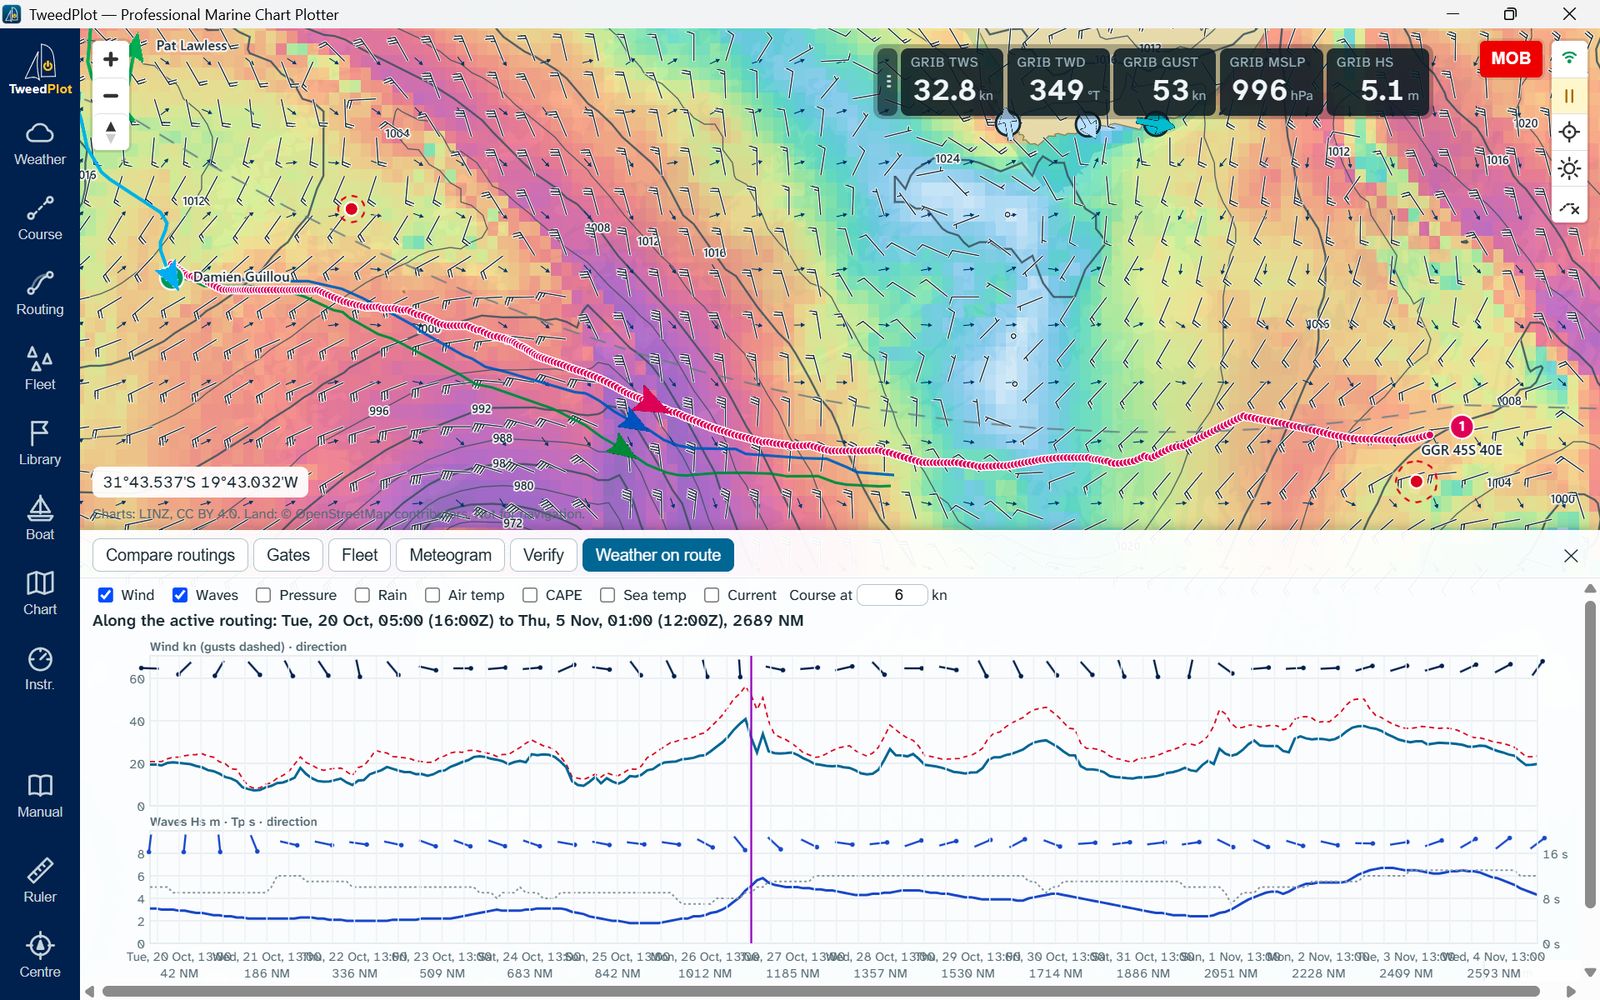 TweedPlot — Professional Marine Chart Plotter
TweedPlot
Weather
Course
Routing
Fleet
Library
Boat
Chart
Instr.
Manual
Ruler
Centre
Pat Lawless
Damien Guillou
GRIB TWS
32.8 kn
GRIB TWD
349 °T
GRIB GUST
53 kn
GRIB MSLP
996 hPa
GRIB HS
5.1 m
MOB
1004
1012
1008
1012
1016
1024
1012
1016
1020
996
992
988
980
972
1000
1
GGR 45S 40E
31°43.537'S 19°43.032'W
Charts: LINZ, CC BY 4.0. Land: © OpenStreetMap
Compare routings
Gates
Fleet
Meteogram
Verify
Weather on route
Wind
Waves
Pressure
Rain
Air temp
CAPE
Sea temp
Current
Course at 6 kn
Along the active routing: Tue, 20 Oct, 05:00 (16:00Z) to Thu, 5 Nov, 01:00 (12:00Z), 2689 NM
Wind kn (gusts dashed) · direction
60
40
20
0
Waves Hs m · Tp s · direction
8
6
4
2
0
16 s
8 s
0 s
42 NM
186 NM
336 NM
509 NM
683 NM
842 NM
1012 NM
1185 NM
1357 NM
1530 NM
1714 NM
1886 NM
2051 NM
2228 NM
2409 NM
2593 NM